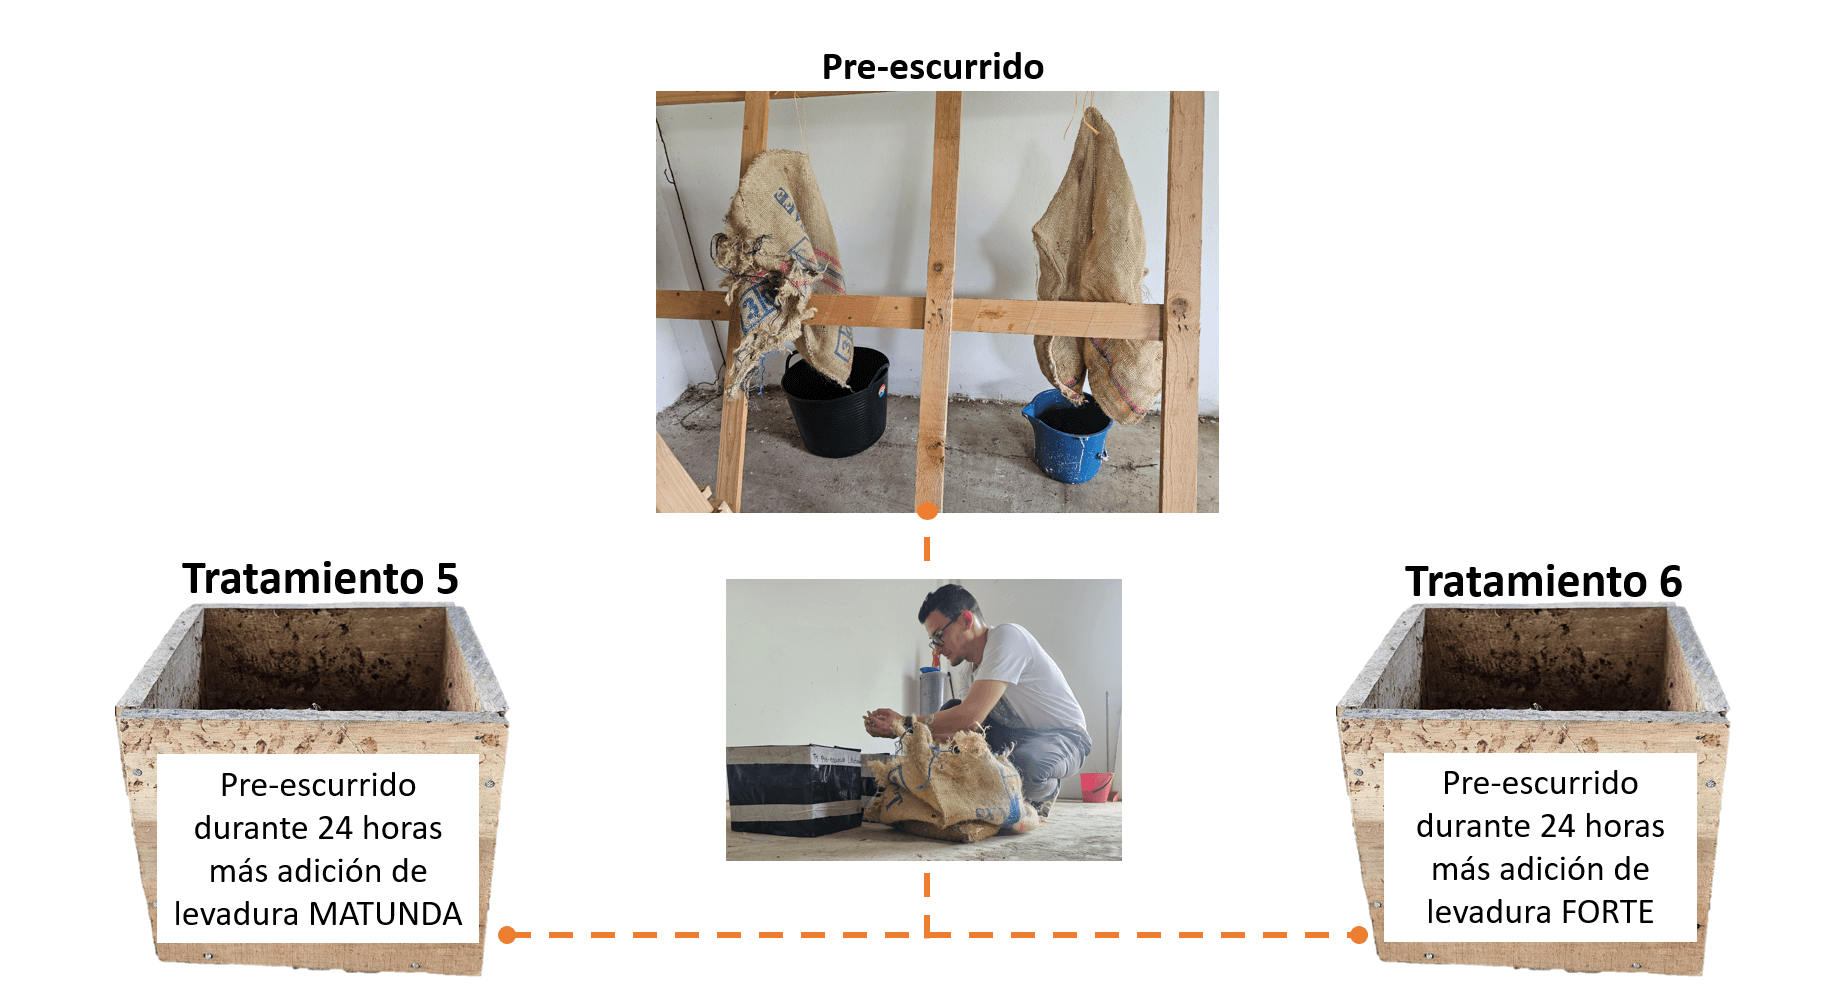 Pre-escurrido
Tratamiento 5
Tratamiento 6
Pre-escurrido
durante 24 horas
más adición de
levadura MATUNDA
Pre-escurrido
durante 24 horas
más adición de
levadura FORTE